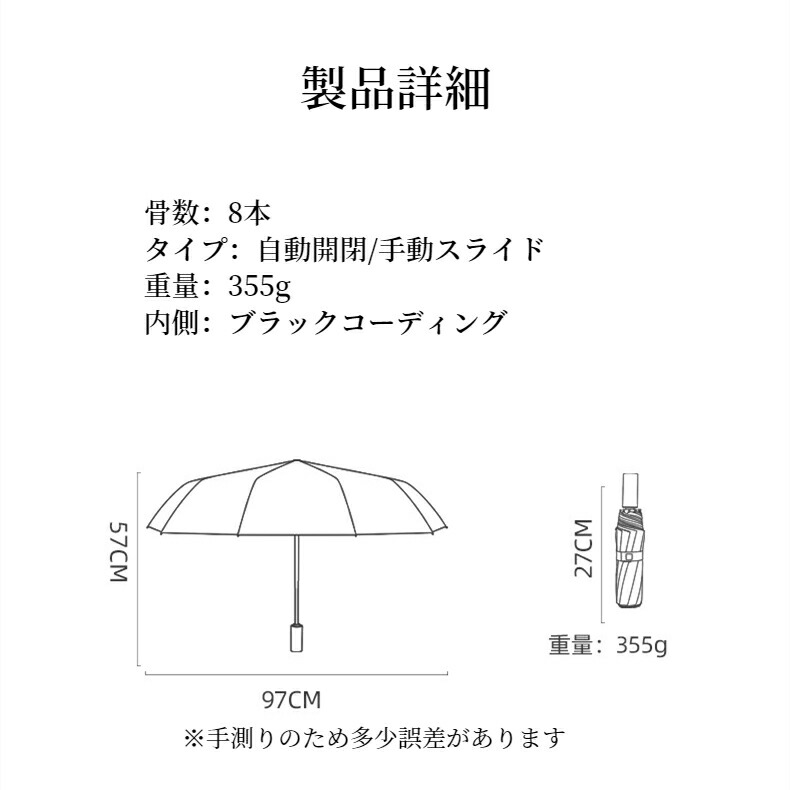 製品詳細
骨数：8本
タイプ：自動開閉/手動スライド
重量：355g
内側：ブラックコーディング
57CM
27CM
重量：355g
97CM
※手測りのため多少誤差があります